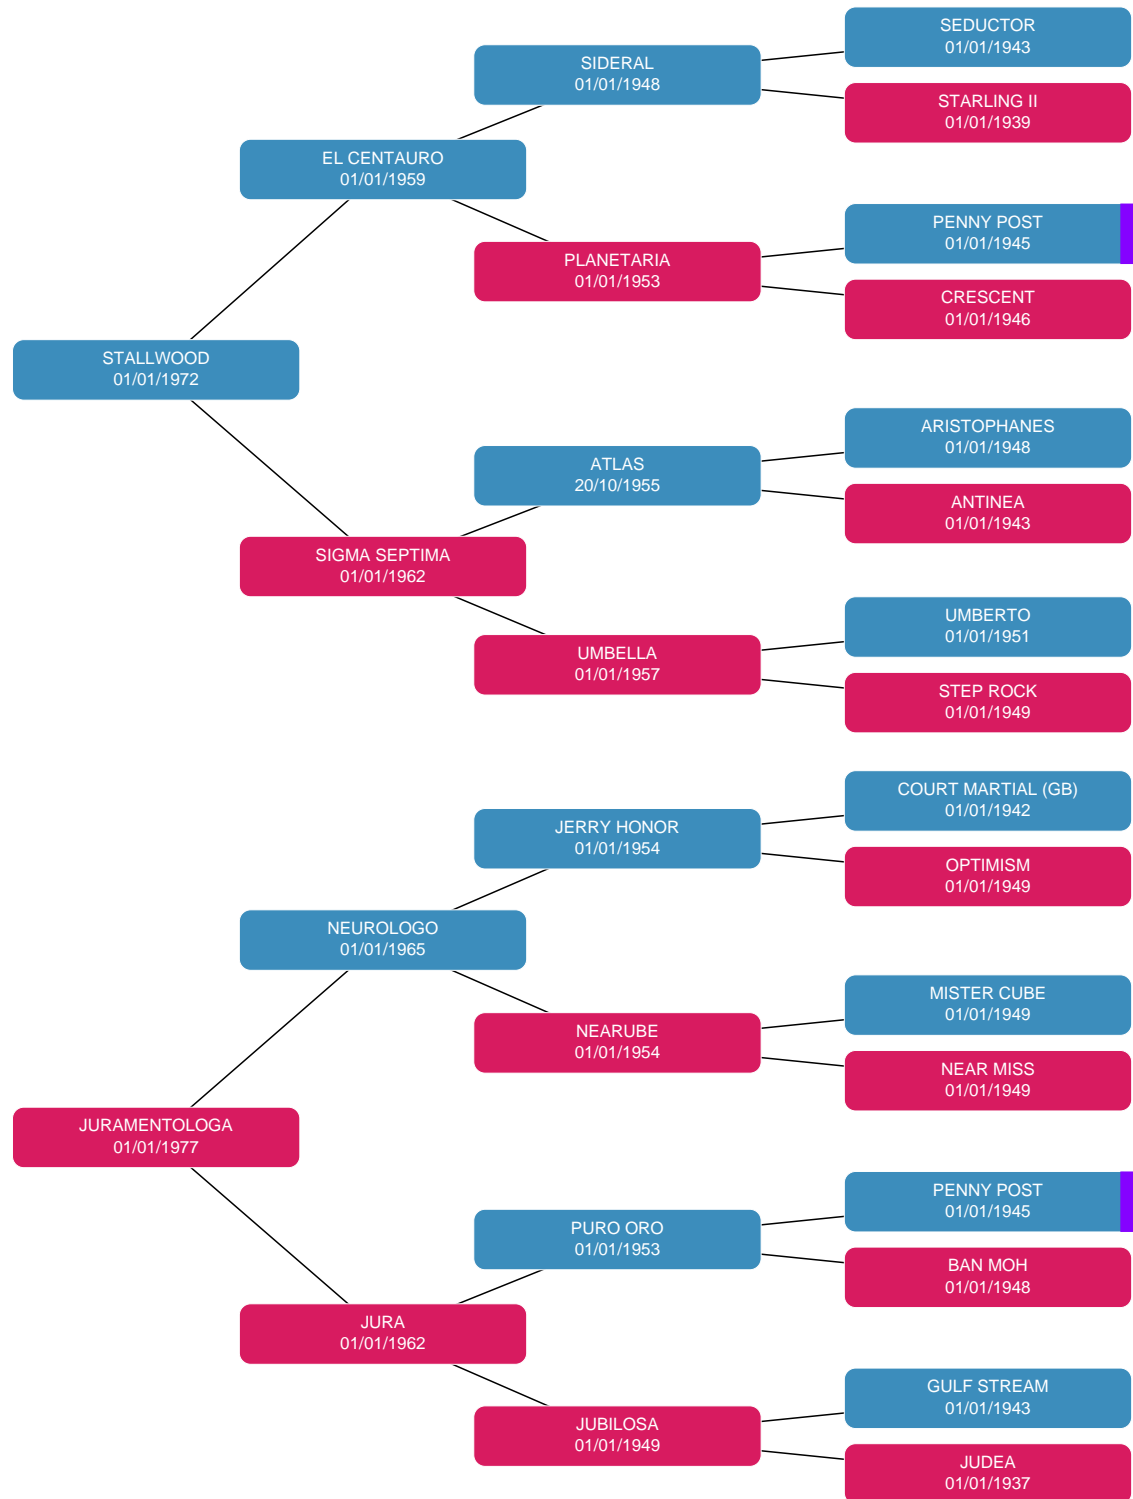 SEDUCTOR
01/01/1943
SIDERAL
01/01/1948
STARLING II
01/01/1939
EL CENTAURO
01/01/1959
PENNY POST
01/01/1945
PLANETARIA
01/01/1953
CRESCENT
01/01/1946
STALLWOOD
01/01/1972
ARISTOPHANES
01/01/1948
ATLAS
20/10/1955
ANTINEA
01/01/1943
SIGMA SEPTIMA
01/01/1962
UMBERTO
01/01/1951
UMBELLA
01/01/1957
STEP ROCK
01/01/1949
COURT MARTIAL (GB)
01/01/1942
JERRY HONOR
01/01/1954
OPTIMISM
01/01/1949
NEUROLOGO
01/01/1965
MISTER CUBE
01/01/1949
NEARUBE
01/01/1954
NEAR MISS
01/01/1949
JURAMENTOLOGA
01/01/1977
PENNY POST
01/01/1945
PURO ORO
01/01/1953
BAN MOH
01/01/1948
JURA
01/01/1962
GULF STREAM
01/01/1943
JUBILOSA
01/01/1949
JUDEA
01/01/1937